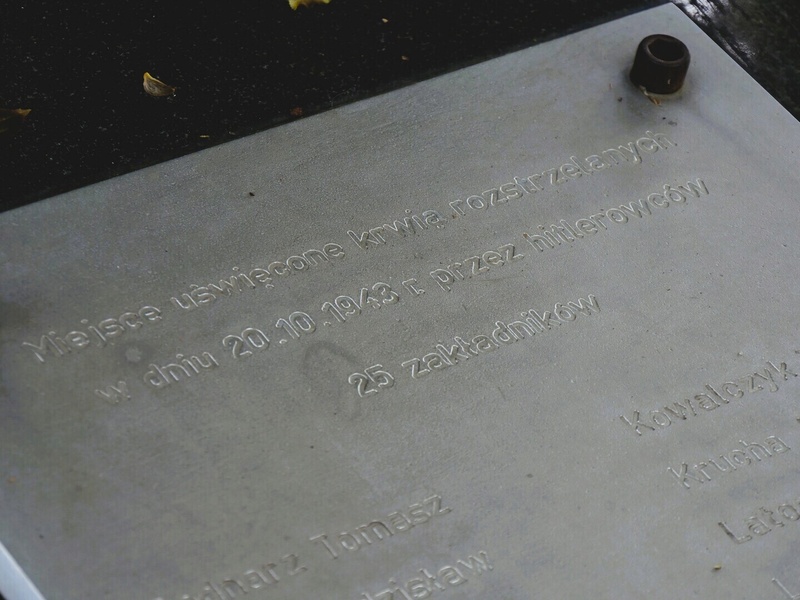 Miejsce uświęcone krwią rozstrzelanych
w dniu 20.10.1943 r. przez hitlerowców
25 zakładników
Kowalczyk
Krucha
Tomasz